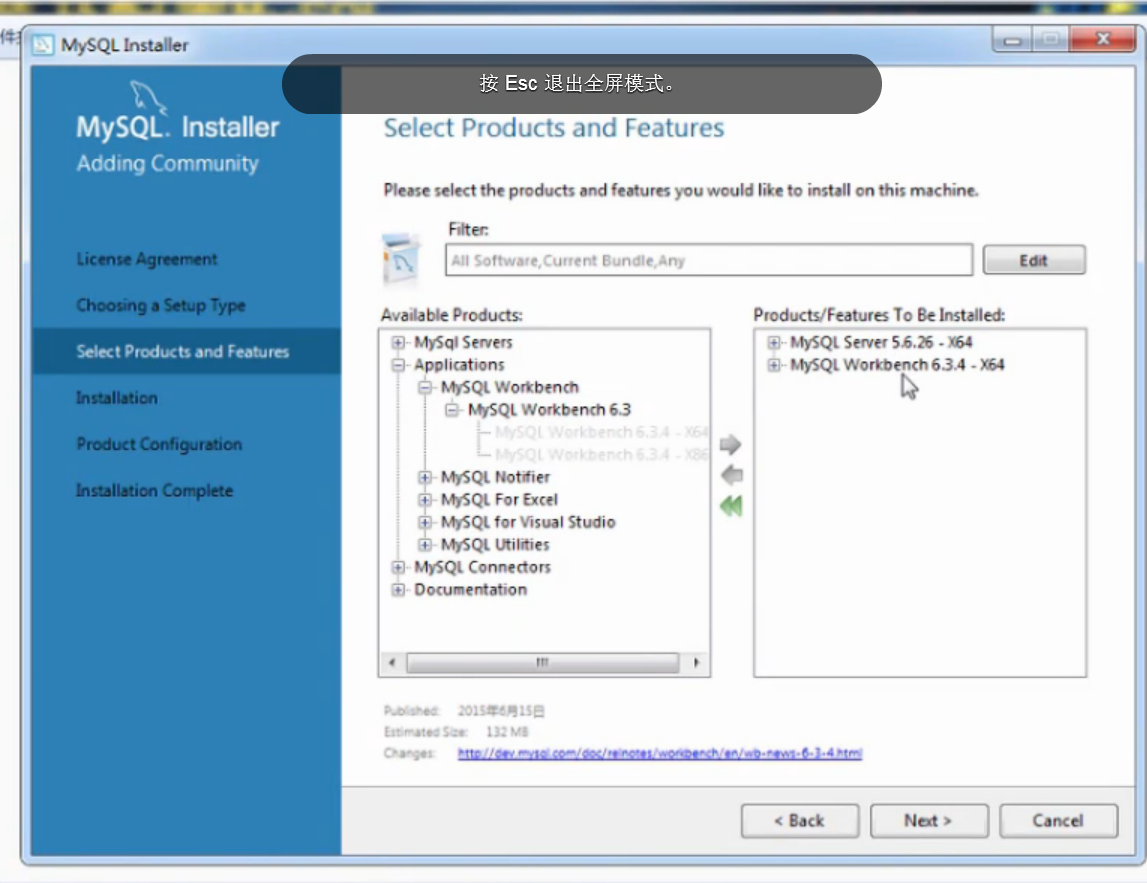 MySQL Installer
按 Esc 退出全屏模式。
MySQL. Installer
Adding Community
License Agreement
Choosing a Setup Type
Select Products and Features
Installation
Product Configuration
Installation Complete
Select Products and Features
Please select the products and features you would like to install on this machine.
Filter:
All Software,Current Bundle,Any
Edit
Available Products:
MySql Servers
Applications
MySQL Workbench
MySQL Workbench 6.3
MySQL Workbench 6.3.4 - X64
MySQL Workbench 6.3.4 - X86
MySQL Notifier
MySQL For Excel
MySQL for Visual Studio
MySQL Utilities
MySQL Connectors
Documentation
Products/Features To Be Installed:
MySQL Server 5.6.26 - X64
MySQL Workbench 6.3.4 - X64
Published: 2015年6月15日
Estimated Size: 132 MB
Changes: http://dev.mysql.com/doc/relnotes/workbench/en/wb-news-6-3-4.html
< Back
Next >
Cancel